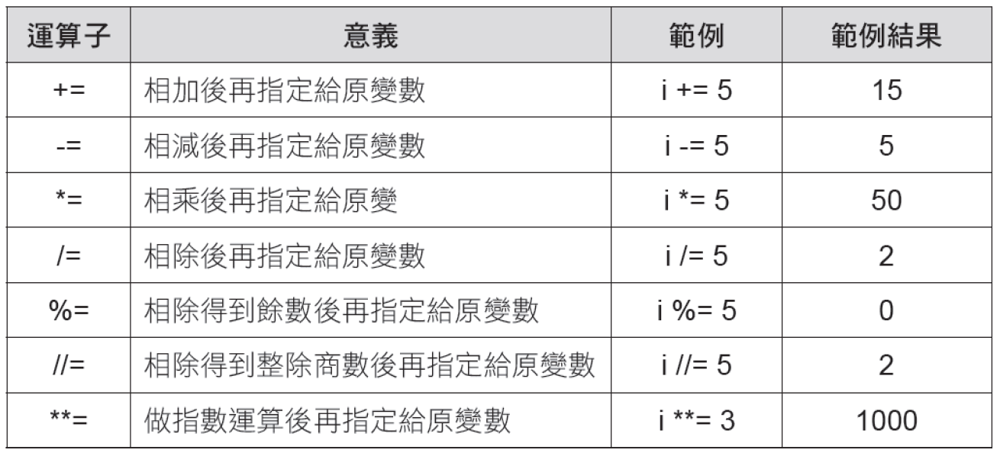 運算子 意義 範例 範例結果
+= 相加後再指定給原變數 i += 5 15
-= 相減後再指定給原變數 i -= 5 5
*= 相乘後再指定給原變 i *= 5 50
/= 相除後再指定給原變數 i /= 5 2
%= 相除得到餘數後再指定給原變數 i %= 5 0
//= 相除得到整除商數後再指定給原變數 i //= 5 2
**= 做指數運算後再指定給原變數 i **= 3 1000